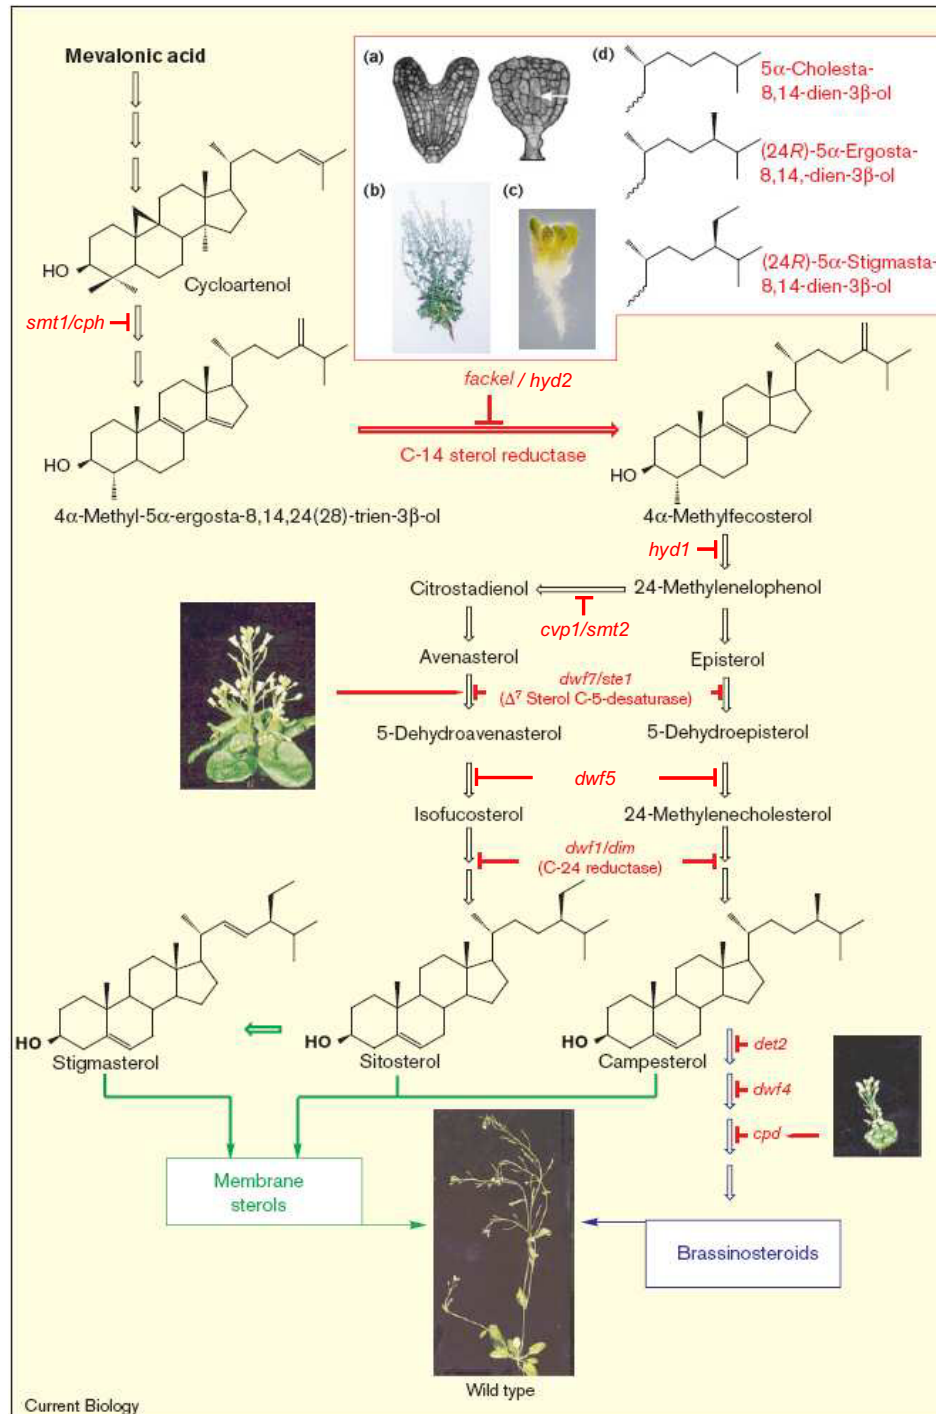 Mevalonic acid
(a)
(b)
(c)
(d)
5α-Cholesta-
8,14-dien-3β-ol
(24R)-5α-Ergosta-
8,14,-dien-3β-ol
(24R)-5α-Stigmasta-
8,14-dien-3β-ol
HO
Cycloartenol
smt1/cph
fackel / hyd2
C-14 sterol reductase
HO
4α-Methyl-5α-ergosta-8,14,24(28)-trien-3β-ol
HO
4α-Methylfecosterol
hyd1
Citrostadienol
24-Methylenelophenol
cvp1/smt2
Avenasterol
Episterol
dwf7/ste1
(Δ⁷ Sterol C-5-desaturase)
5-Dehydroavenasterol
5-Dehydroepisterol
dwf5
Isofucosterol
24-Methylenecholesterol
dwf1/dim
(C-24 reductase)
HO
Stigmasterol
HO
Sitosterol
HO
Campesterol
det2
dwf4
cpd
Membrane
sterols
Brassinosteroids
Wild type
Current Biology